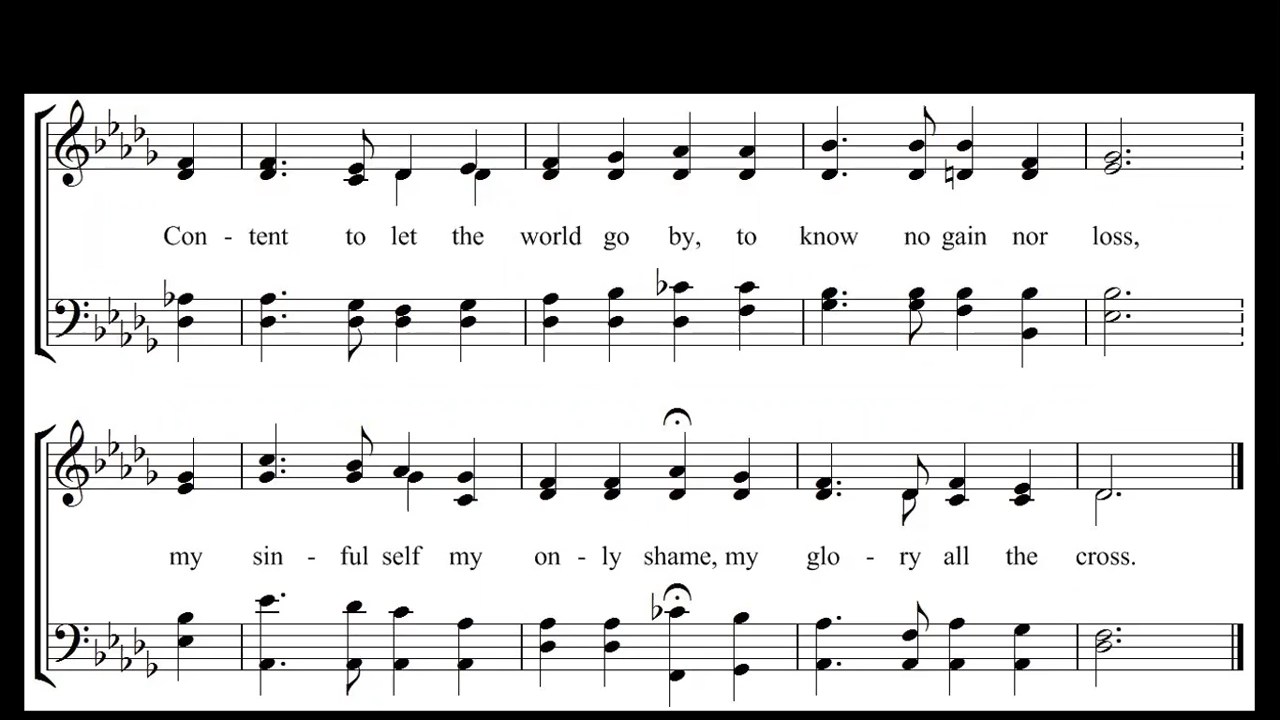 Con - tent to let the world go by, to know no gain nor loss,
my sin - ful self my on - ly shame, my glo - ry all the cross.